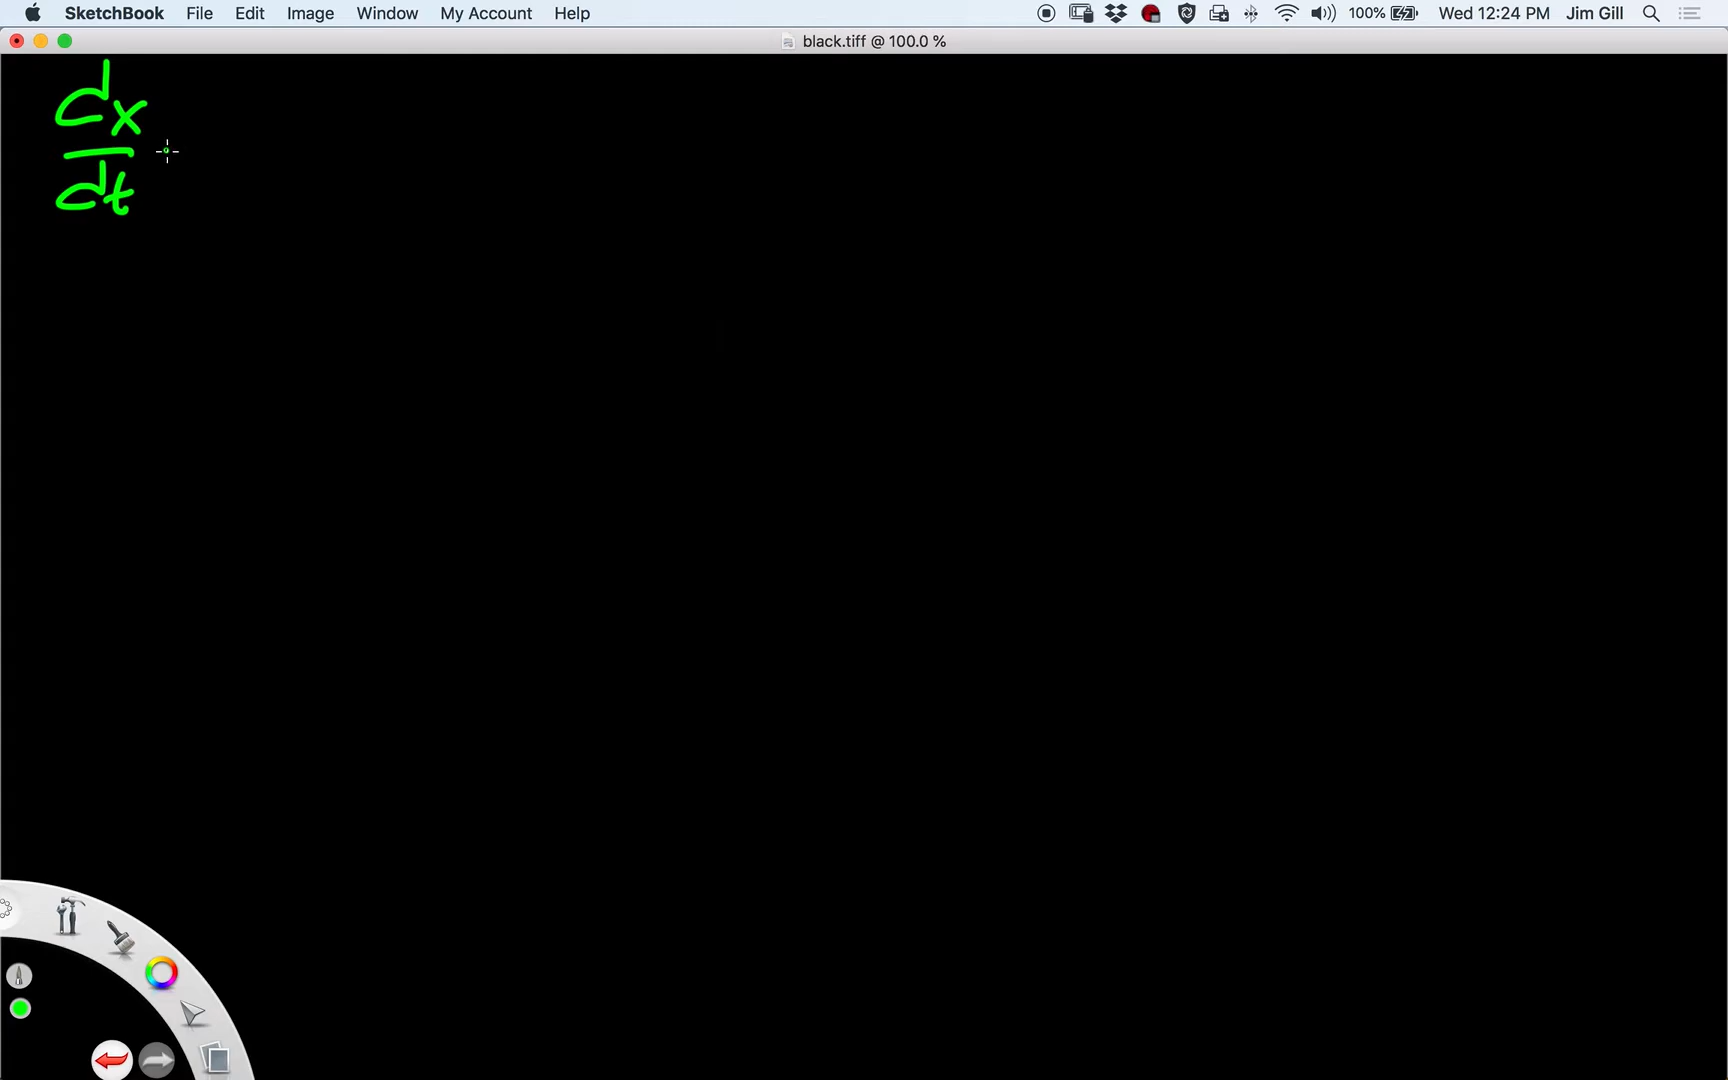 SketchBook File Edit Image Window My Account Help 100% Wed 12:24 PM Jim Gill
black.tiff @ 100.0 %
dx
dt